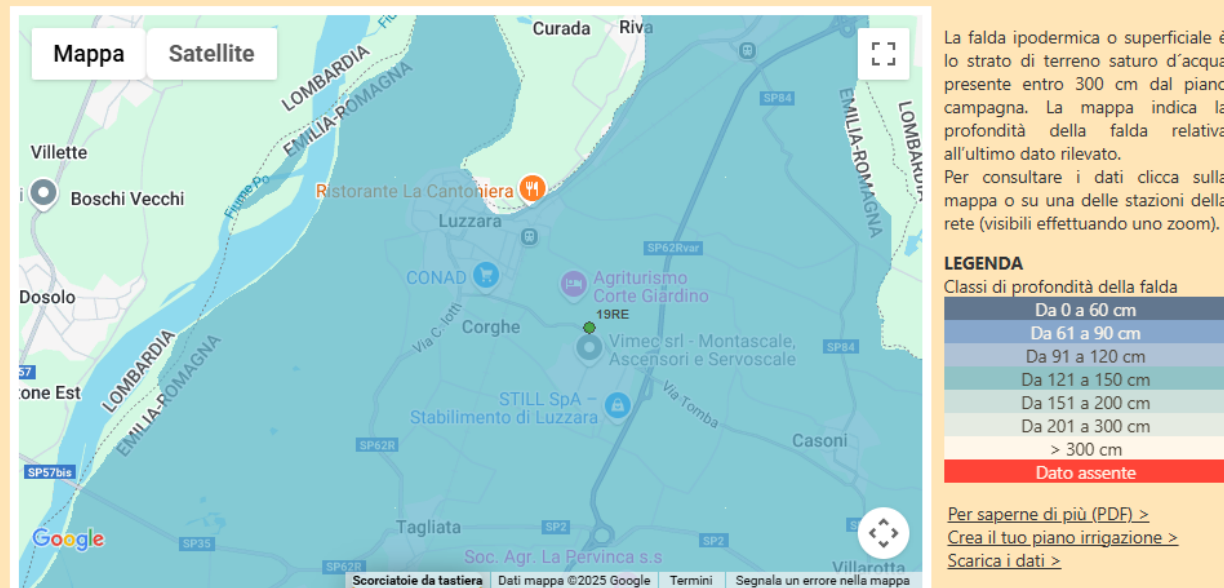 Mappa
Satellite
Curada
Riva
LOMBARDIA
EMILIA-ROMAGNA
SP84
EMILIA-ROMAGNA
LOMBARDIA
Villette
Boschi Vecchi
Fiume Po
Ristorante La Cantoniera
Luzzara
SP62Rvar
CONAD
Agriturismo
Corte Giardino
19RE
Dosolo
Via C. Iotti
Corghe
Vimec srl - Montascale,
Ascensori e Servoscale
SP84
LOMBARDIA
EMILIA-ROMAGNA
57
one Est
STILL SpA –
Stabilimento di Luzzara
Via Tomba
SP62R
Casoni
SP57bis
Tagliata
SP2
SP2
Google
SP35
Soc. Agr. La Pervinca s.s
SP62R
Villarotta
Scorciatoie da tastiera
Dati mappa ©2025 Google
Termini
Segnala un errore nella mappa
La falda ipodermica o superficiale è
lo strato di terreno saturo d´acqua
presente entro 300 cm dal piano
campagna. La mappa indica la
profondità della falda relativa
all'ultimo dato rilevato.
Per consultare i dati clicca sulla
mappa o su una delle stazioni della
rete (visibili effettuando uno zoom).
LEGENDA
Classi di profondità della falda
Da 0 a 60 cm
Da 61 a 90 cm
Da 91 a 120 cm
Da 121 a 150 cm
Da 151 a 200 cm
Da 201 a 300 cm
> 300 cm
Dato assente
Per saperne di più (PDF) >
Crea il tuo piano irrigazione >
Scarica i dati >